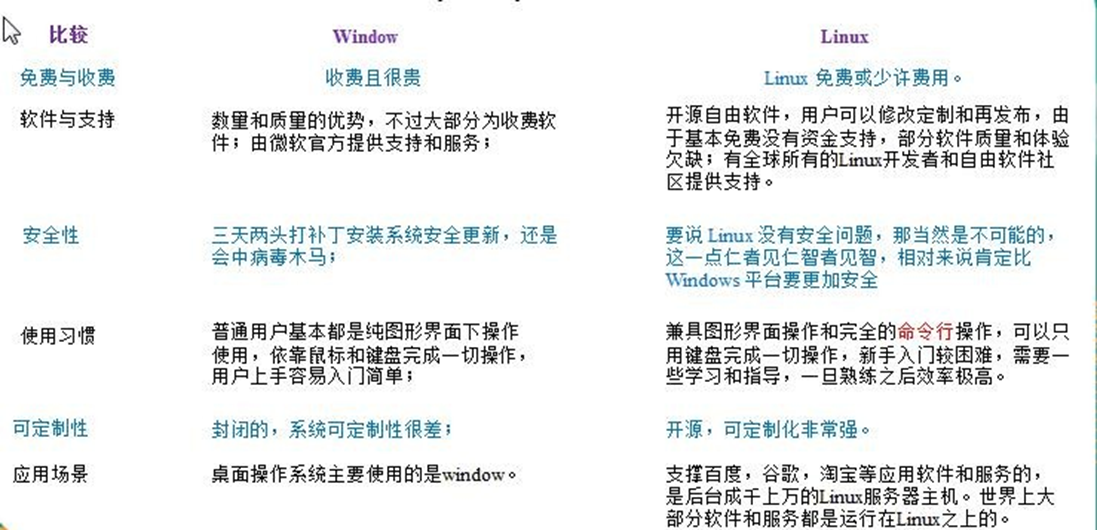 比较 Window Linux
免费与收费 收费且很贵 Linux 免费或少许费用。
软件与支持
数量和质量的优势，不过大部分为收费软
件；由微软官方提供支持和服务；
开源自由软件，用户可以修改定制和再发布，由
于基本免费没有资金支持，部分软件质量和体验
欠缺；有全球所有的Linux开发者和自由软件社
区提供支持。
安全性
三天两头打补丁安装系统安全更新，还是
会中病毒木马；
要说 Linux 没有安全问题，那当然是不可能的，
这一点仁者见仁智者见智，相对来说肯定比
Windows 平台要更加安全
使用习惯
普通用户基本都是纯图形界面下操作
使用，依靠鼠标和键盘完成一切操作，
用户上手容易入门简单；
兼具图形界面操作和完全的命令行操作，可以只
用键盘完成一切操作，新手入门较困难，需要一
些学习和指导，一旦熟练之后效率极高。
可定制性 封闭的，系统可定制性很差； 开源，可定制化非常强。
应用场景 桌面操作系统主要使用的是window。
支撑百度，谷歌，淘宝等应用软件和服务的，
是后台成千上万的Linux服务器主机。世界上大
部分软件和服务都是运行在Linux之上的。